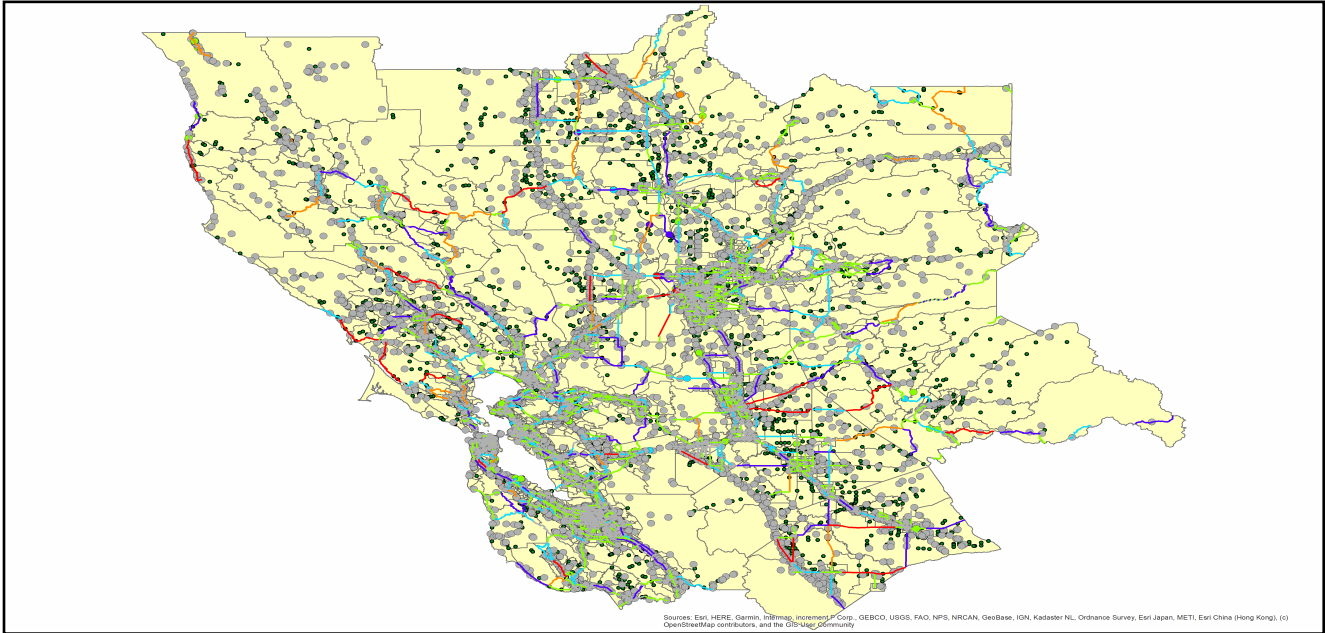 Sources: Esri, HERE, Garmin, Intermap, increment P Corp., GEBCO, USGS, FAO, NPS, NRCAN, GeoBase, IGN, Kadaster NL, Ordnance Survey, Esri Japan, METI, Esri China (Hong Kong), (c)
OpenStreetMap contributors, and the GIS User Community